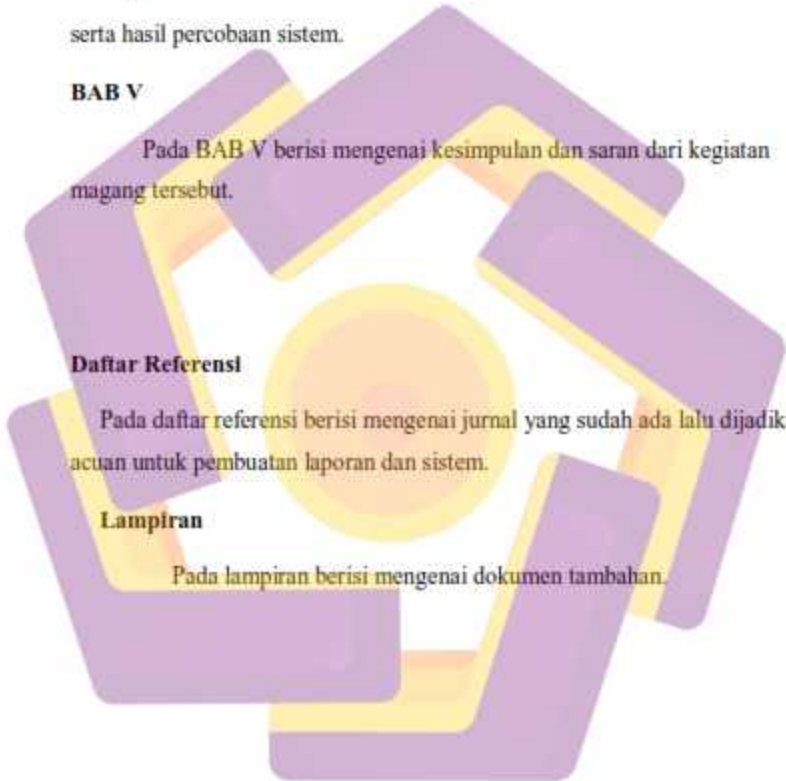 serta hasil percobaan sistem.
BAB V
Pada BAB V berisi mengenai kesimpulan dan saran dari kegiatan
magang tersebut.
Daftar Referensi
Pada daftar referensi berisi mengenai jurnal yang sudah ada lalu dijadik
acuan untuk pembuatan laporan dan sistem.
Lampiran
Pada lampiran berisi mengenai dokumen tambahan.